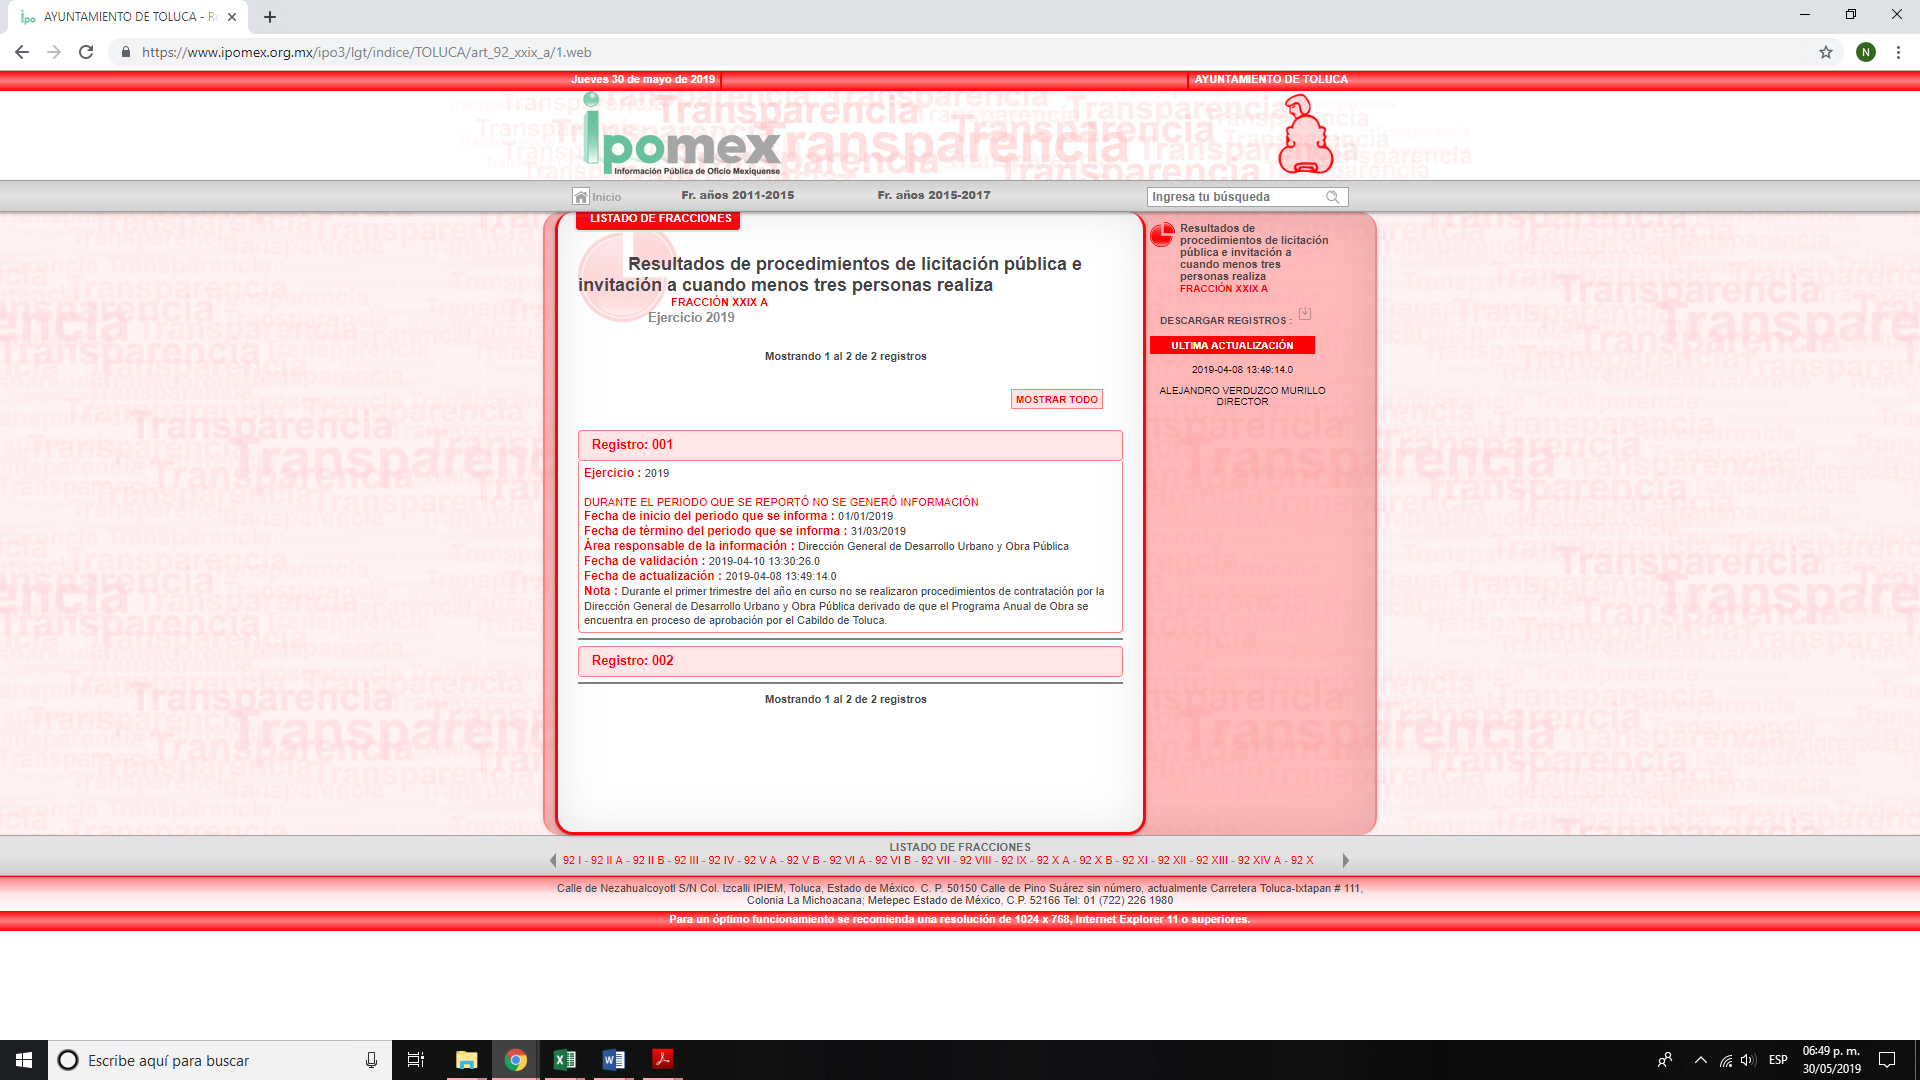 AYUNTAMIENTO DE TOLUCA - Re
https://www.ipomex.org.mx/ipo3/lgt/indice/TOLUCA/art_92_xxix_a/1.web
N
Jueves 30 de mayo de 2019
AYUNTAMIENTO DE TOLUCA
ipomex
Información Pública de Oficio Mexiquense
Inicio
Fr. años 2011-2015
Fr. años 2015-2017
Ingresa tu búsqueda
LISTADO DE FRACCIONES
Resultados de procedimientos de licitación pública e
invitación a cuando menos tres personas realiza
FRACCIÓN XXIX A
Ejercicio 2019
Mostrando 1 al 2 de 2 registros
MOSTRAR TODO
Registro: 001
Ejercicio : 2019
DURANTE EL PERIODO QUE SE REPORTÓ NO SE GENERÓ INFORMACIÓN
Fecha de inicio del periodo que se informa : 01/01/2019
Fecha de término del periodo que se informa : 31/03/2019
Área responsable de la información : Dirección General de Desarrollo Urbano y Obra Pública
Fecha de validación : 2019-04-10 13:30:26.0
Fecha de actualización : 2019-04-08 13:49:14.0
Nota : Durante el primer trimestre del año en curso no se realizaron procedimientos de contratación por la
Dirección General de Desarrollo Urbano y Obra Pública derivado de que el Programa Anual de Obra se
encuentra en proceso de aprobación por el Cabildo de Toluca.
Registro: 002
Mostrando 1 al 2 de 2 registros
Resultados de
procedimientos de licitación
pública e invitación a
cuando menos tres
personas realiza
FRACCIÓN XXIX A
DESCARGAR REGISTROS :
ULTIMA ACTUALIZACIÓN
2019-04-08 13:49:14.0
ALEJANDRO VERDUZCO MURILLO
DIRECTOR
LISTADO DE FRACCIONES
92 I - 92 II A - 92 II B - 92 III - 92 IV - 92 V A - 92 V B - 92 VI A - 92 VI B - 92 VII - 92 VIII - 92 IX - 92 X A - 92 X B - 92 XI - 92 XII - 92 XIII - 92 XIV A - 92 X
Calle de Nezahualcoyotl S/N Col. Izcalli IPIEM, Toluca, Estado de México. C. P. 50150 Calle de Pino Suárez sin número, actualmente Carretera Toluca-Ixtapan # 111,
Colonia La Michoacana; Metepec Estado de México, C.P. 52166 Tel: 01 (722) 226 1980
Para un óptimo funcionamiento se recomienda una resolución de 1024 x 768, Internet Explorer 11 o superiores.
Escribe aquí para buscar
ESP
06:49 p. m.
30/05/2019